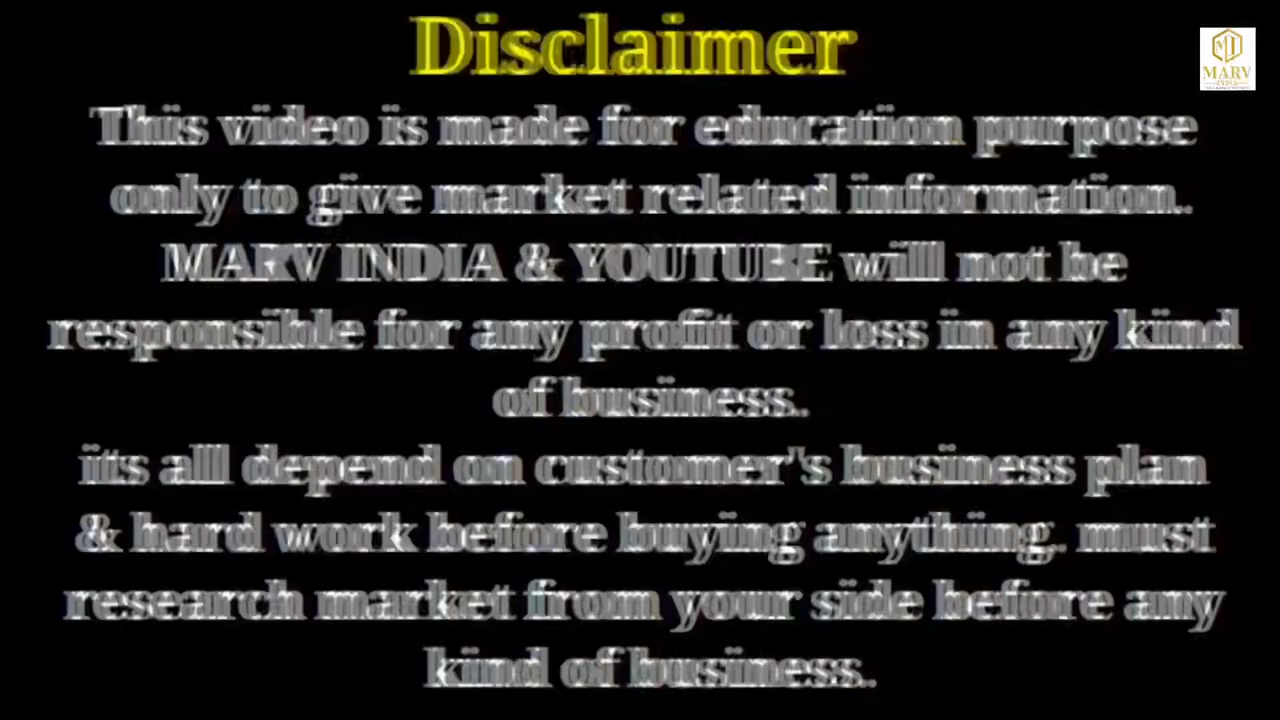 Disclaimer
MARV
This video is made for education purpose
only to give market related information..
MARV INDIA & YOUTUBE will not be
responsible for any profit or loss in any kind
of business..
its all depend on customer's business plan
& hard work before buying anything. must
research market from your side before any
kind of business..